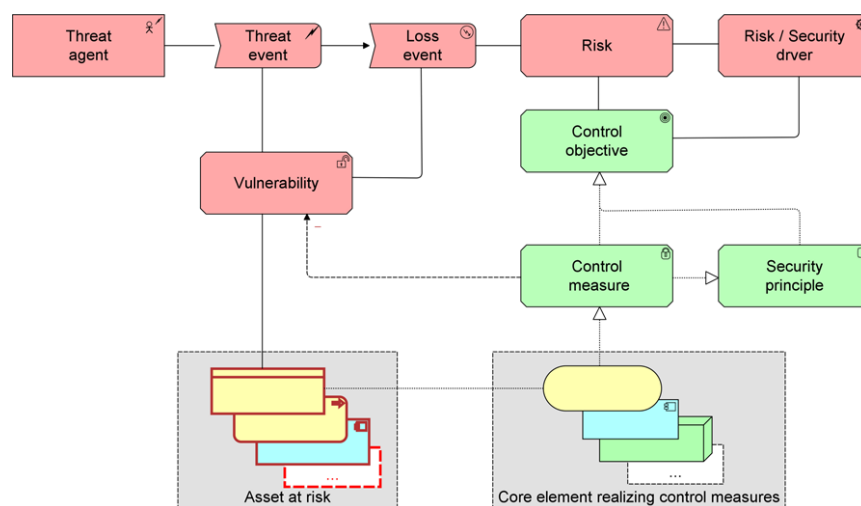 Threat
agent
Threat
event
Loss
event
Risk
Risk / Security
drver
Control
objective
Vulnerability
–
Control
measure
Security
principle
...
Asset at risk
...
Core element realizing control measures